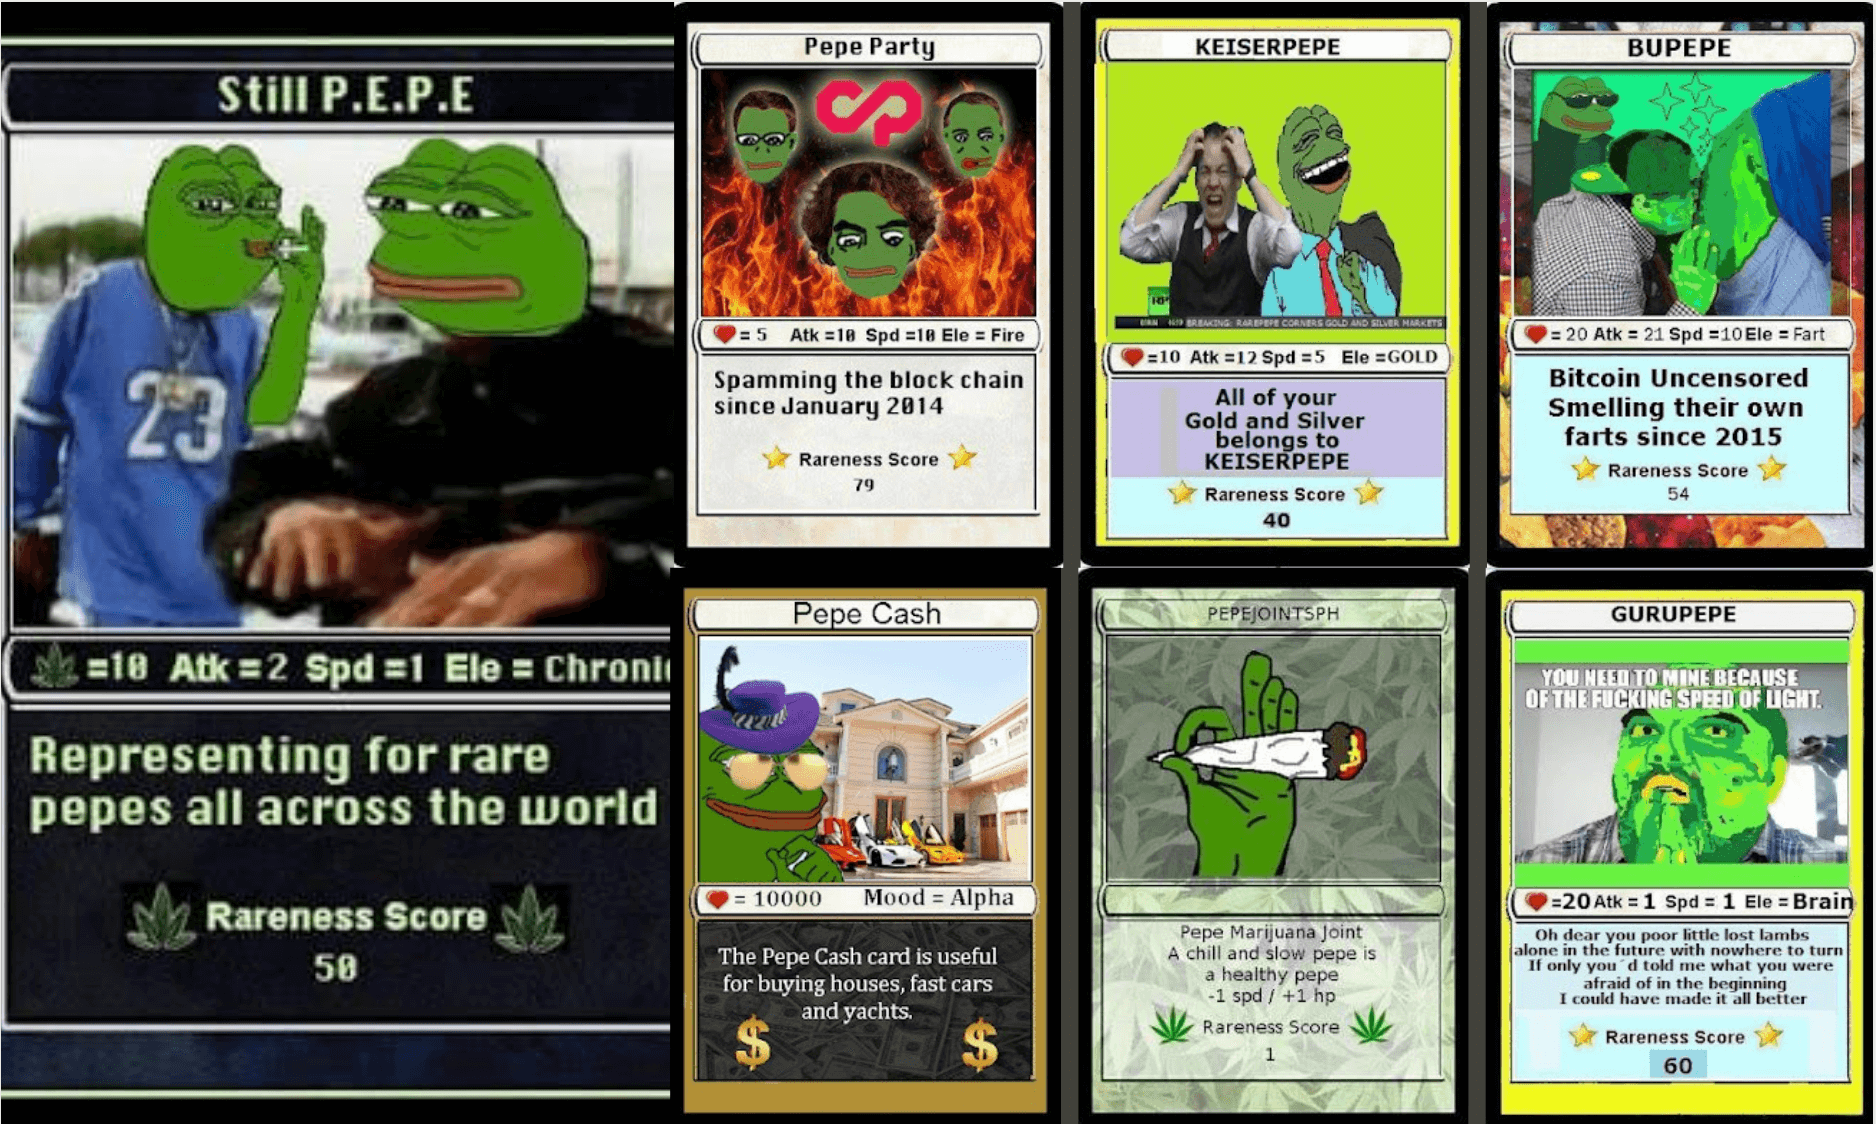 Still P.E.P.E
23
=10 Atk =2 Spd =1 Ele = Chronic
Representing for rare
pepes all across the world
Rareness Score
50
Pepe Party
= 5 Atk =10 Spd =10 Ele = Fire
Spamming the block chain
since January 2014
Rareness Score
79
KEISERPEPE
BREAKING: RAREPEPE CORNERS GOLD AND SILVER MARKETS
=10 Atk =12 Spd =5 Ele =GOLD
All of your
Gold and Silver
belongs to
KEISERPEPE
Rareness Score
40
BUPEPE
= 20 Atk = 21 Spd =10 Ele = Fart
Bitcoin Uncensored
Smelling their own
farts since 2015
Rareness Score
54
Pepe Cash
= 10000 Mood = Alpha
The Pepe Cash card is useful
for buying houses, fast cars
and yachts.
$ $
PEPEJOINTSPH
Pepe Marijuana Joint
A chill and slow pepe is
a healthy pepe
-1 spd / +1 hp
Rareness Score
1
GURUPEPE
YOU NEED TO MINE BECAUSE
OF THE FUCKING SPEED OF LIGHT.
=20 Atk = 1 Spd = 1 Ele = Brain
Oh dear you poor little lost lambs
alone in the future with nowhere to turn
If only you´d told me what you were
afraid of in the beginning
I could have made it all better
Rareness Score
60